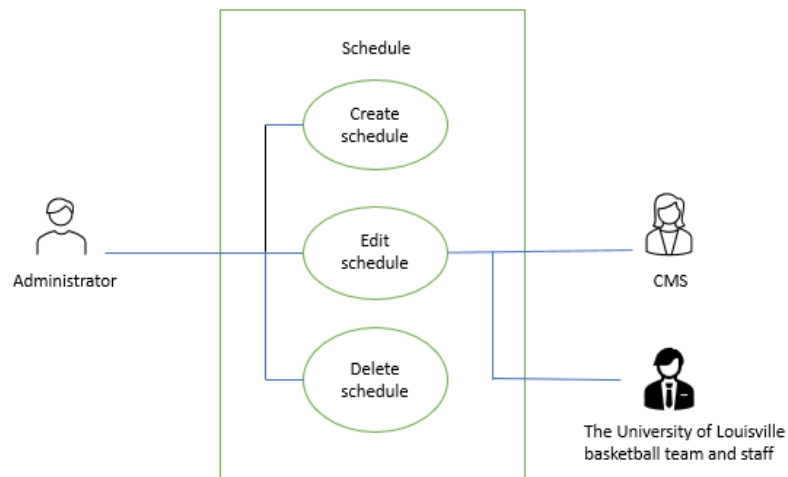 Schedule
Create
schedule
Edit
schedule
Administrator
CMS
Delete
schedule
The University of Louisville
basketball team and staff